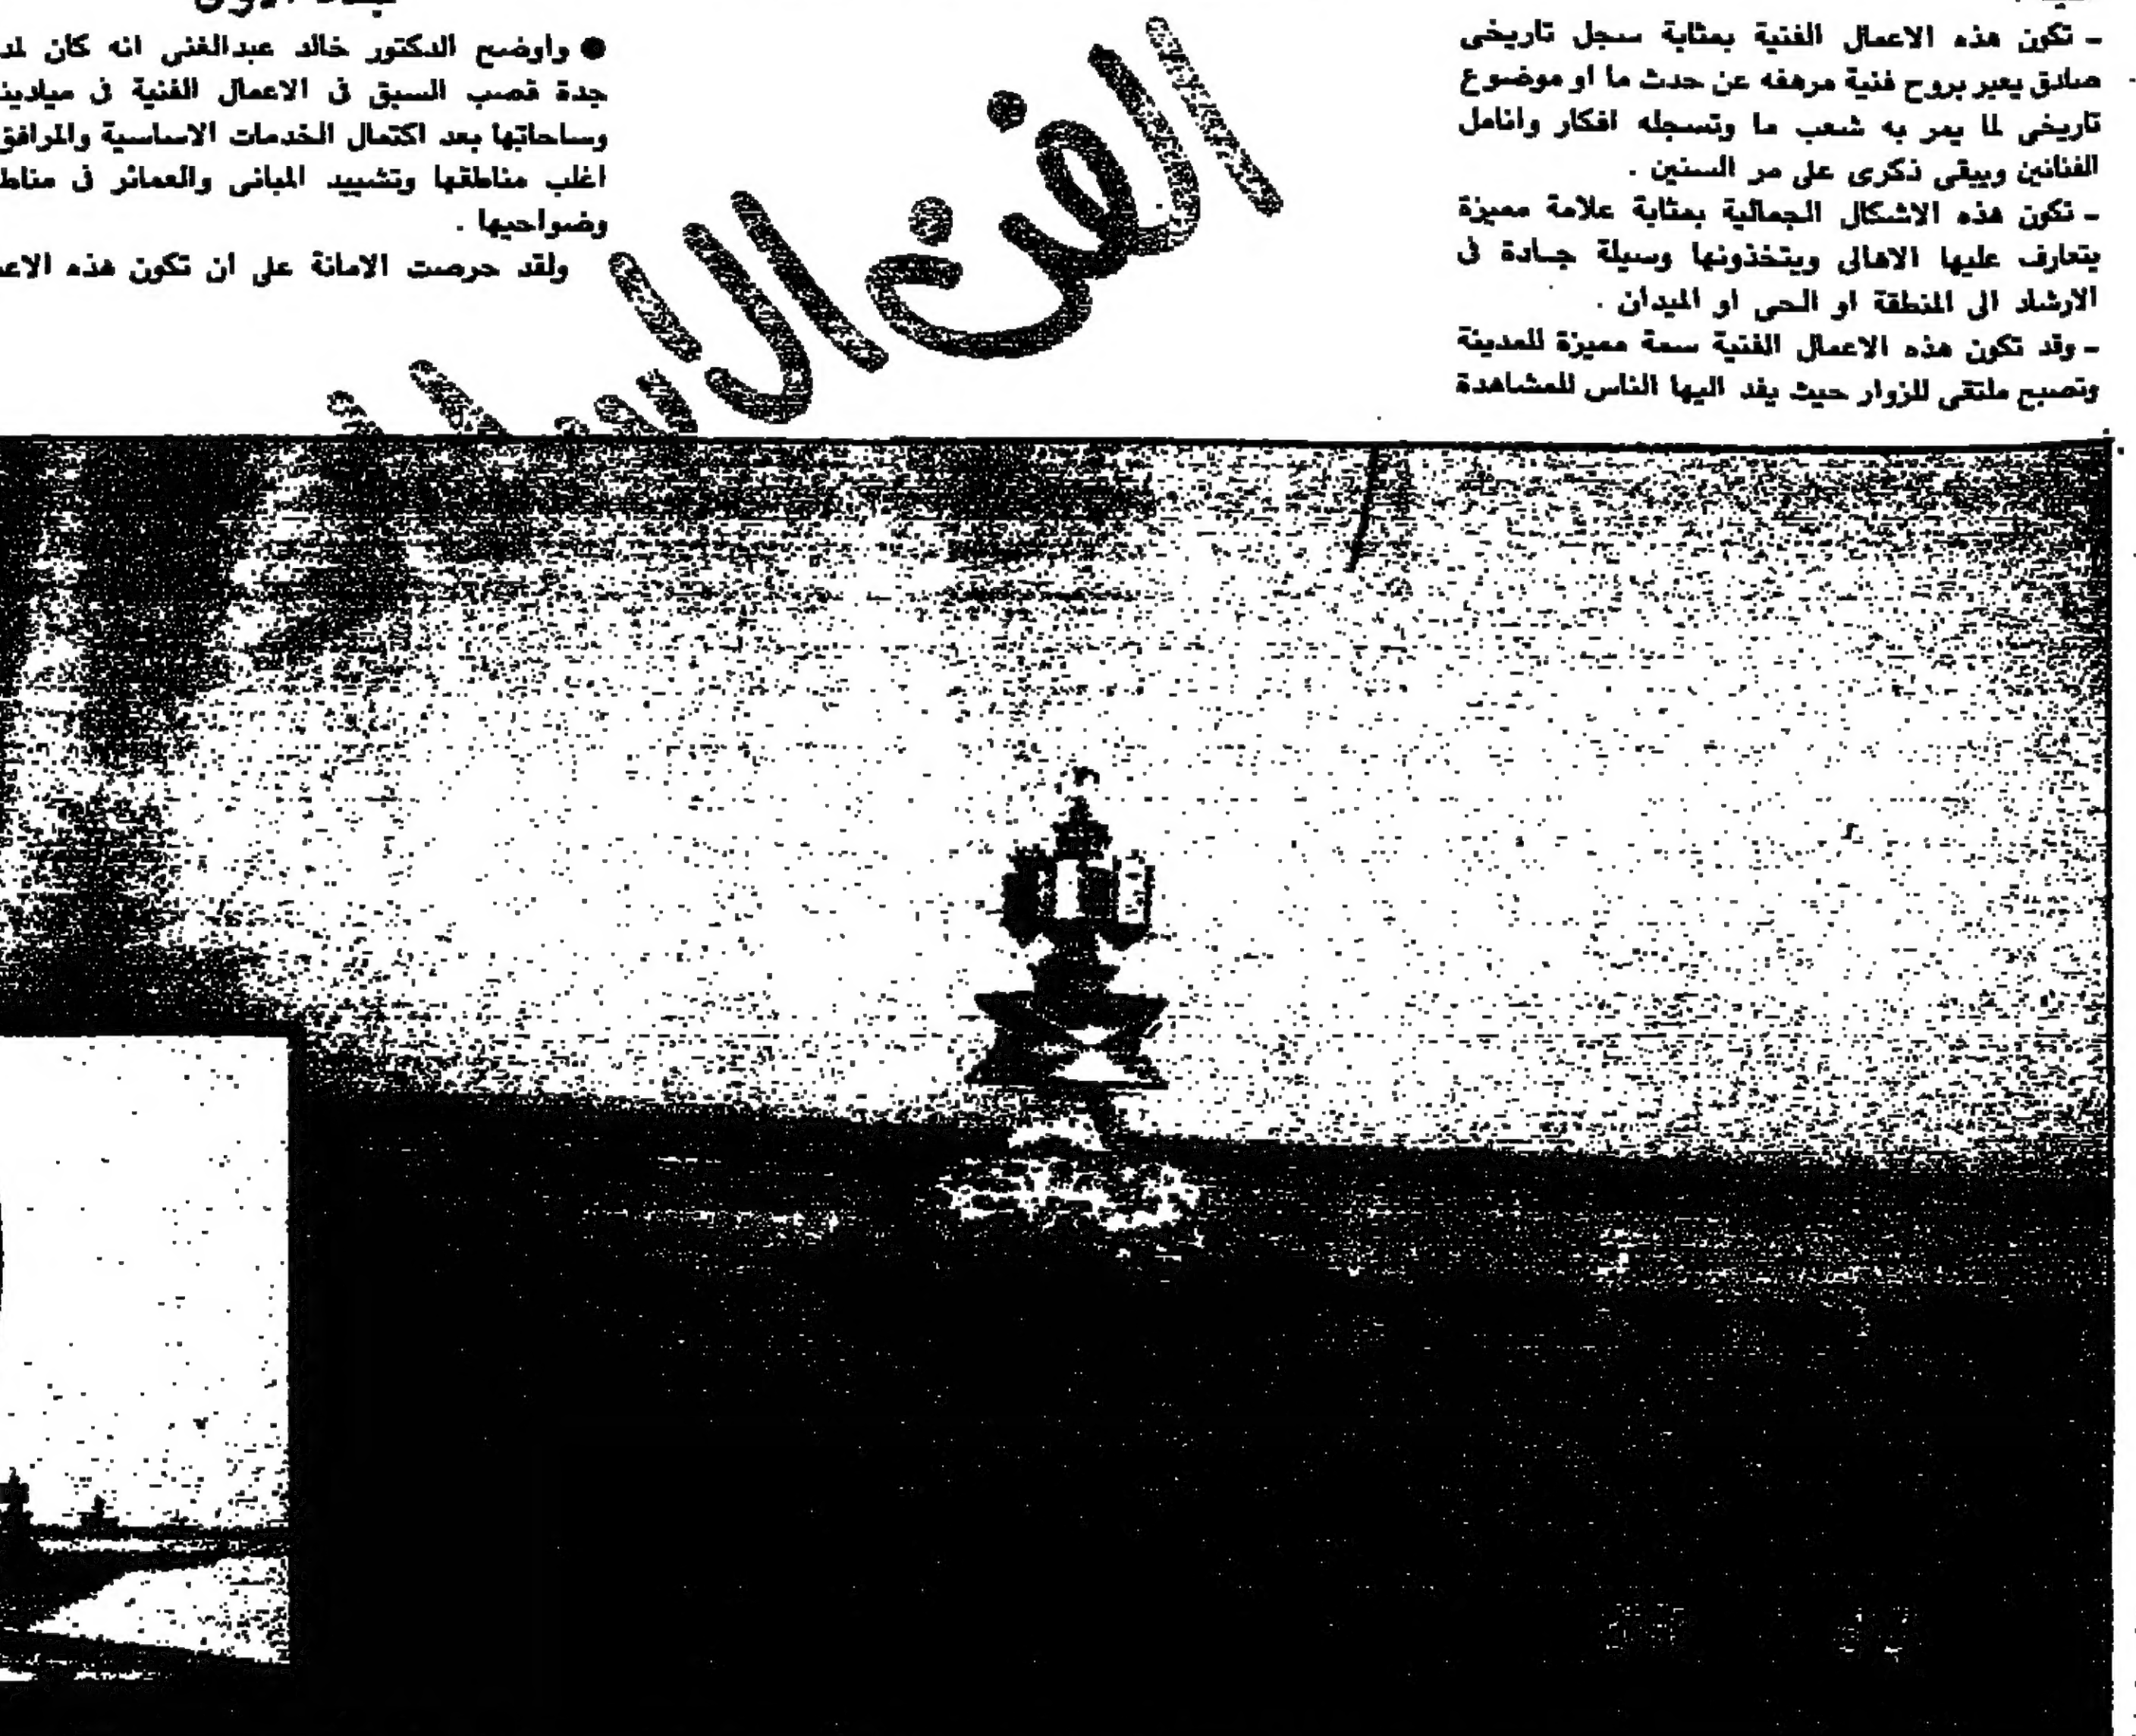 - تكون هذه الاعمال الفنية بمثابة سجل تاريخى
صادق يعبر بروح فنية مرهفه عن حدث ما او موضوع
تاريخى لما يمر به شعب ما وتسجله افكار وانامل
الفنانين ويبقى ذكرى على مر السنين .
- تكون هذه الاشكال الجمالية بمثابة علامة مميزة
يتعارف عليها الاهالى ويتخذونها وسيلة جادة فى
الارشاد الى المنطقة او الحى او الميدان .
- وقد تكون هذه الاعمال الفنية سمة مميزة للمدينة
وتصبح ملتقى للزوار حيث يفد اليها الناس للمشاهدة
الفن الاسلا
● واوضح الدكتور خالد عبدالغنى انه كان لد
جدة قصب السبق فى الاعمال الفنية فى ميادين
وساحاتها بعد اكتمال الخدمات الاساسية والمرافق
اغلب مناطقها وتشييد المبانى والعمائر فى مناط
وضواحيها .
ولقد حرصت الامانة على ان تكون هذه الاعم